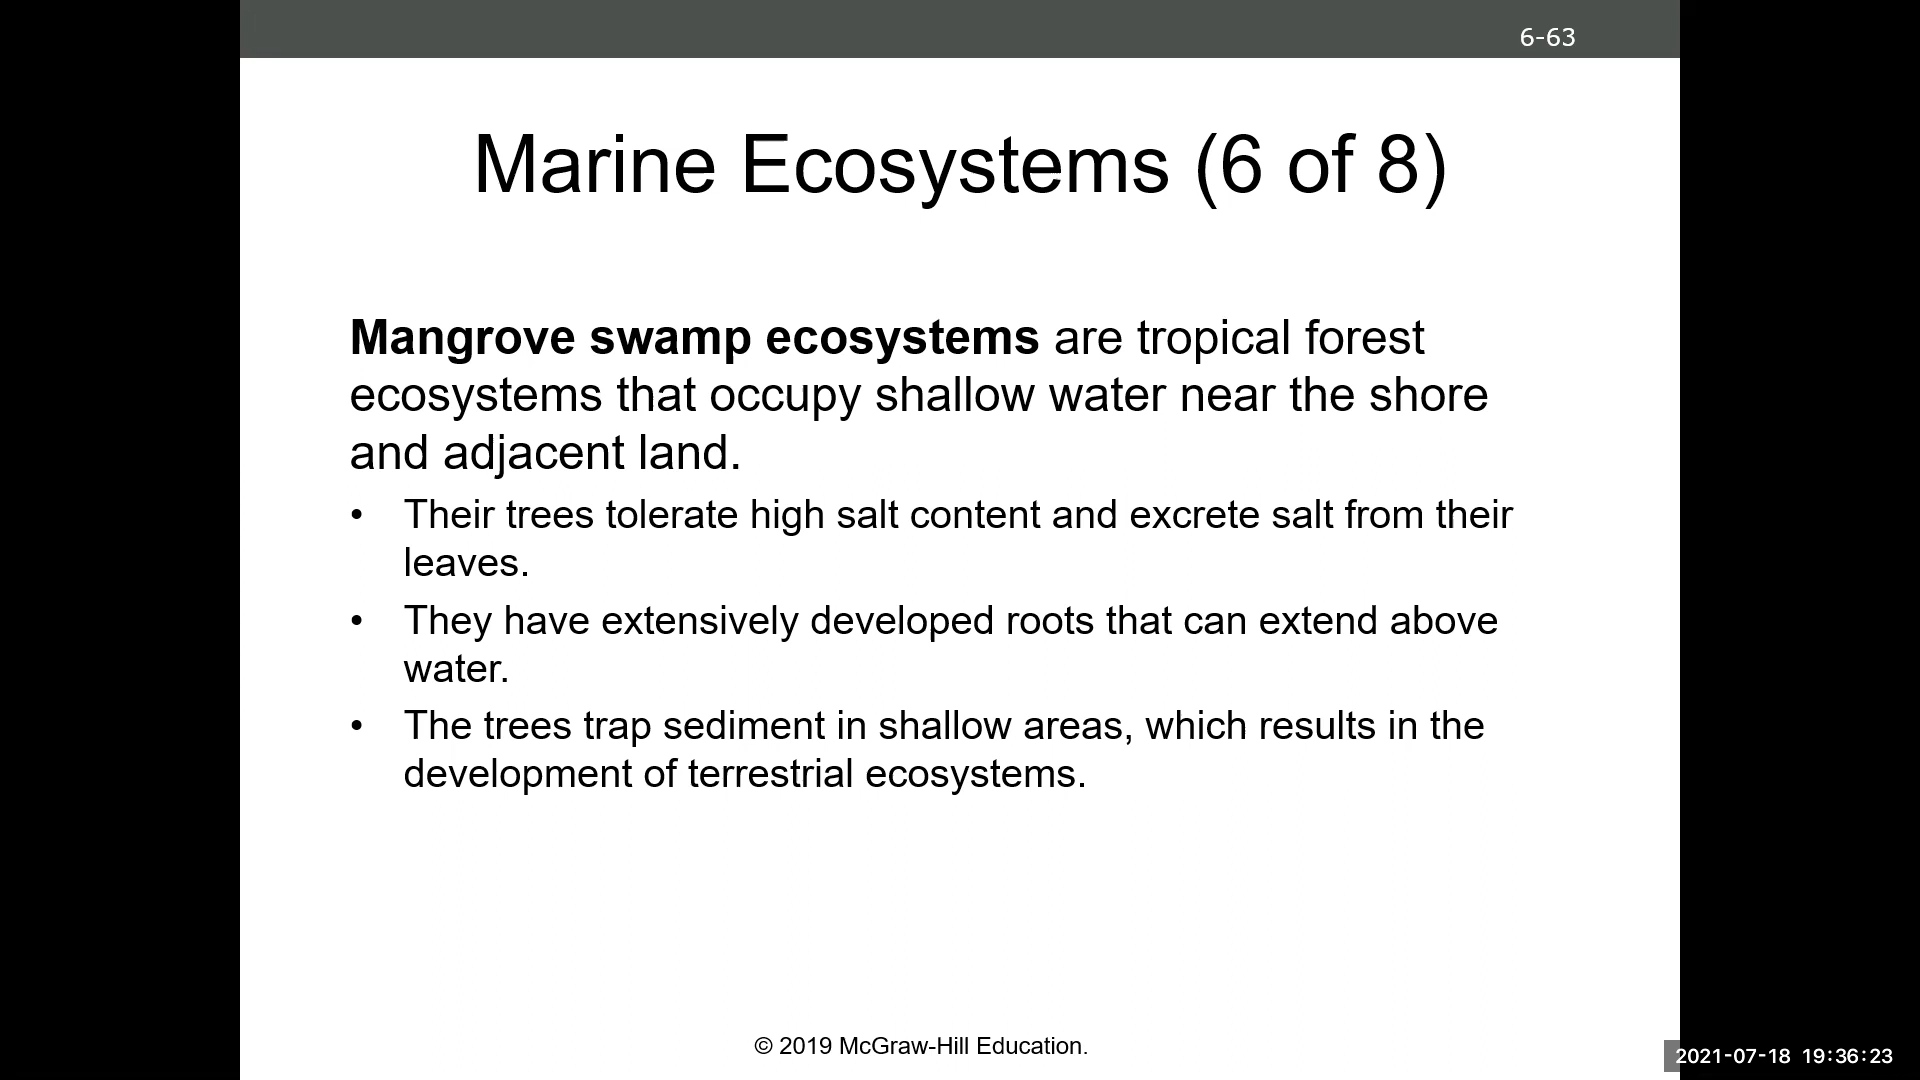 6-63
Marine Ecosystems (6 of 8)
Mangrove swamp ecosystems are tropical forest
ecosystems that occupy shallow water near the shore
and adjacent land.
• Their trees tolerate high salt content and excrete salt from their
leaves.
• They have extensively developed roots that can extend above
water.
• The trees trap sediment in shallow areas, which results in the
development of terrestrial ecosystems.
© 2019 McGraw-Hill Education.
2021-07-18 19:36:23